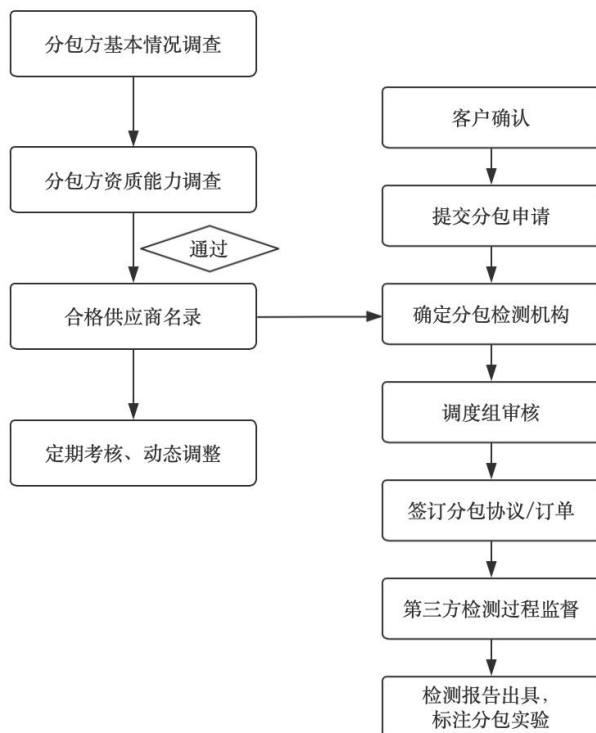 分包方基本情况调查
分包方资质能力调查
通过
合格供应商名录
定期考核、动态调整
客户确认
提交分包申请
确定分包检测机构
调度组审核
签订分包协议/订单
第三方检测过程监督
检测报告出具，
标注分包实验